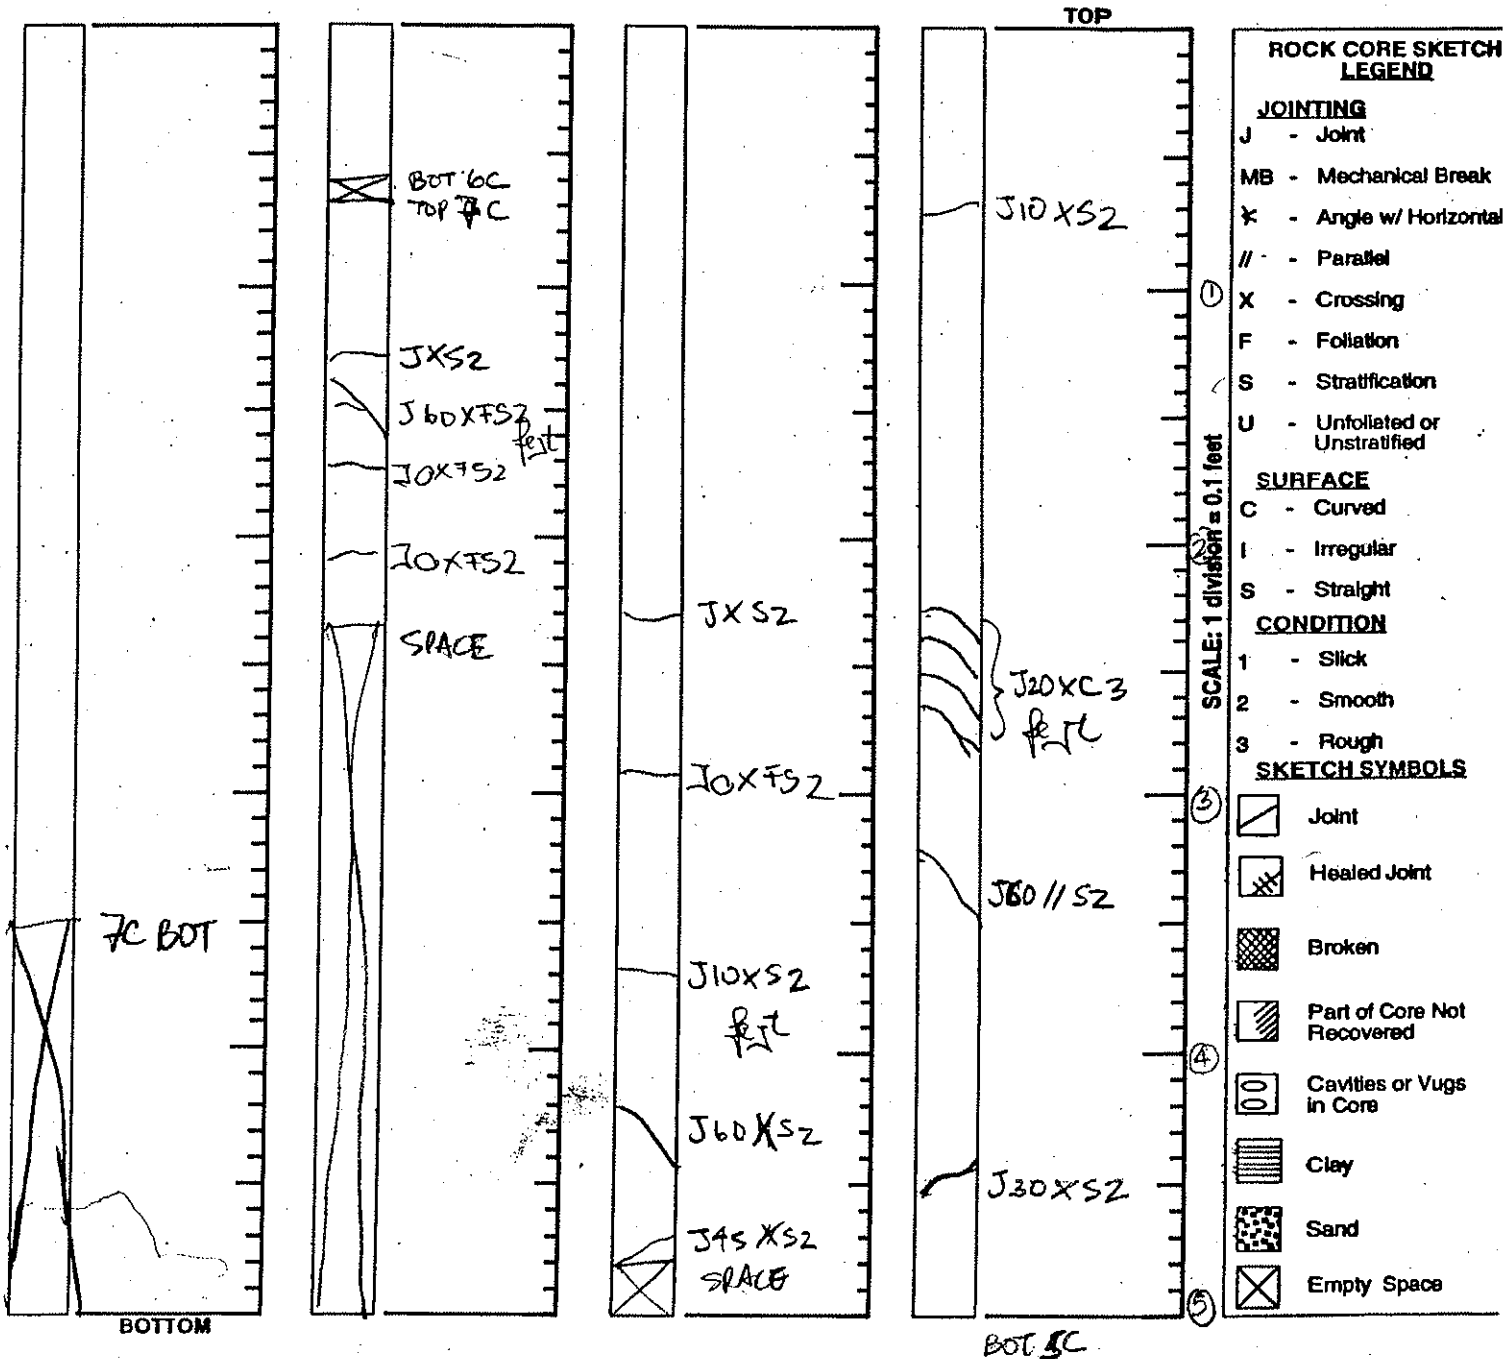 TOP
BOT 6C
TOP 7C
JXS2
J60XFS2
J0XFS2
J0XFS2
SPACE
7C BOT
BOTTOM
JXS2
J0XFS2
J10XS2
J60XS2
J45XS2
SPACE
J10XS2
J20XC3
J60//S2
J30XS2
BOT
1
2
3
4
5
SCALE: 1 division = 0.1 feet
ROCK CORE SKETCH
LEGEND
JOINTING
J - Joint
MB - Mechanical Break
∢ - Angle w/ Horizontal
// - Parallel
X - Crossing
F - Foliation
S - Stratification
U - Unfoliated or
Unstratified
SURFACE
C - Curved
I - Irregular
S - Straight
CONDITION
1 - Slick
2 - Smooth
3 - Rough
SKETCH SYMBOLS
Joint
Healed Joint
Broken
Part of Core Not
Recovered
Cavities or Vugs
in Core
Clay
Sand
Empty Space